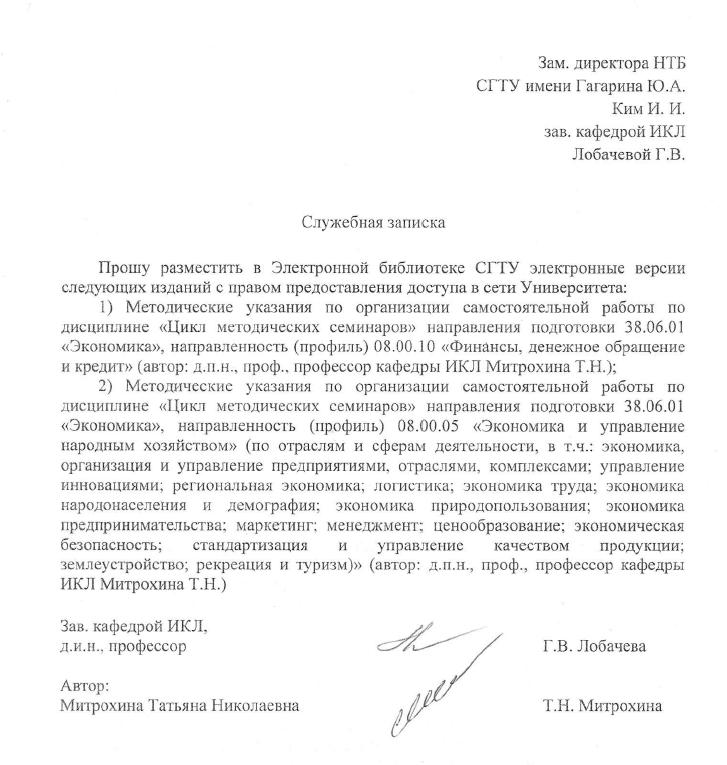 Зам. директора НТБ
СГТУ имени Гагарина Ю.А.
Ким И. И.
зав. кафедрой ИКЛ
Лобачевой Г.В.
Служебная записка
Прошу разместить в Электронной библиотеке СГТУ электронные версии
следующих изданий с правом предоставления доступа в сети Университета:
1) Методические указания по организации самостоятельной работы по
дисциплине «Цикл методических семинаров» направления подготовки 38.06.01
«Экономика», направленность (профиль) 08.00.10 «Финансы, денежное обращение
и кредит» (автор: д.п.н., проф., профессор кафедры ИКЛ Митрохина Т.Н.);
2) Методические указания по организации самостоятельной работы по
дисциплине «Цикл методических семинаров» направления подготовки 38.06.01
«Экономика», направленность (профиль) 08.00.05 «Экономика и управление
народным хозяйством» (по отраслям и сферам деятельности, в т.ч.: экономика,
организация и управление предприятиями, отраслями, комплексами; управление
инновациями; региональная экономика; логистика; экономика труда; экономика
народонаселения и демография; экономика природопользования; экономика
предпринимательства; маркетинг; менеджмент; ценообразование; экономическая
безопасность; стандартизация и управление качеством продукции;
землеустройство; рекреация и туризм)» (автор: д.п.н., проф., профессор кафедры
ИКЛ Митрохина Т.Н.)
Зав. кафедрой ИКЛ,
д.и.н., профессор Г.В. Лобачева
Автор:
Митрохина Татьяна Николаевна Т.Н. Митрохина